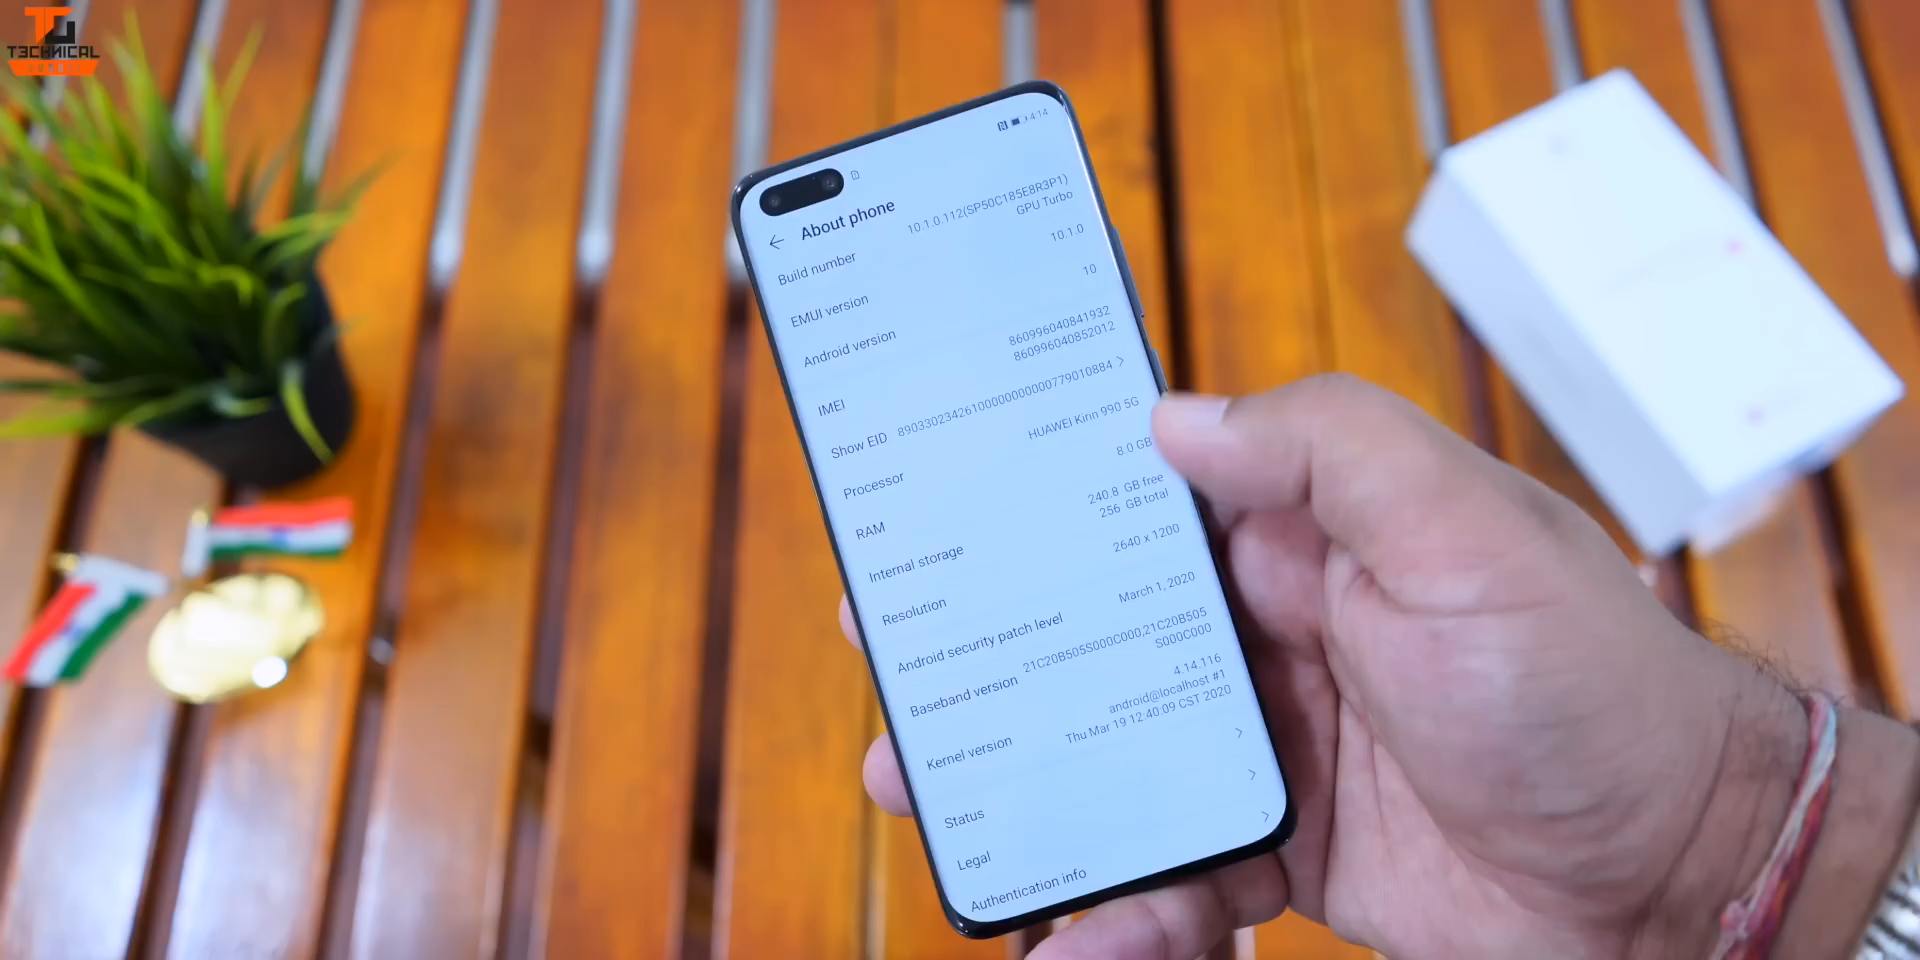 TG
T3CHNICAL
4:14
About phone
Build number 10.1.0.112(SP50C185E8R3P1)
GPU Turbo
EMUI version 10.1.0
Android version 10
IMEI 860996040841932
860996040852012
Show EID 89033023426100000000000779010884
Processor HUAWEI Kirin 990 5G
RAM 8.0 GB
Internal storage 240.8 GB free
256 GB total
Resolution 2640 x 1200
Android security patch level March 1, 2020
Baseband version 21C20B505S000C000,21C20B505
S000C000
Kernel version 4.14.116
android@localhost #1
Thu Mar 19 12:40:09 CST 2020
Status
Legal
Authentication info